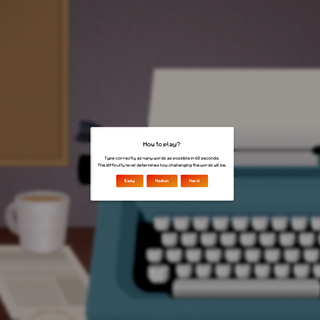 How to play?
Type correctly as many words as possible in 60 seconds.
The difficulty level determines how challenging the words will be.
Easy
Medium
Hard